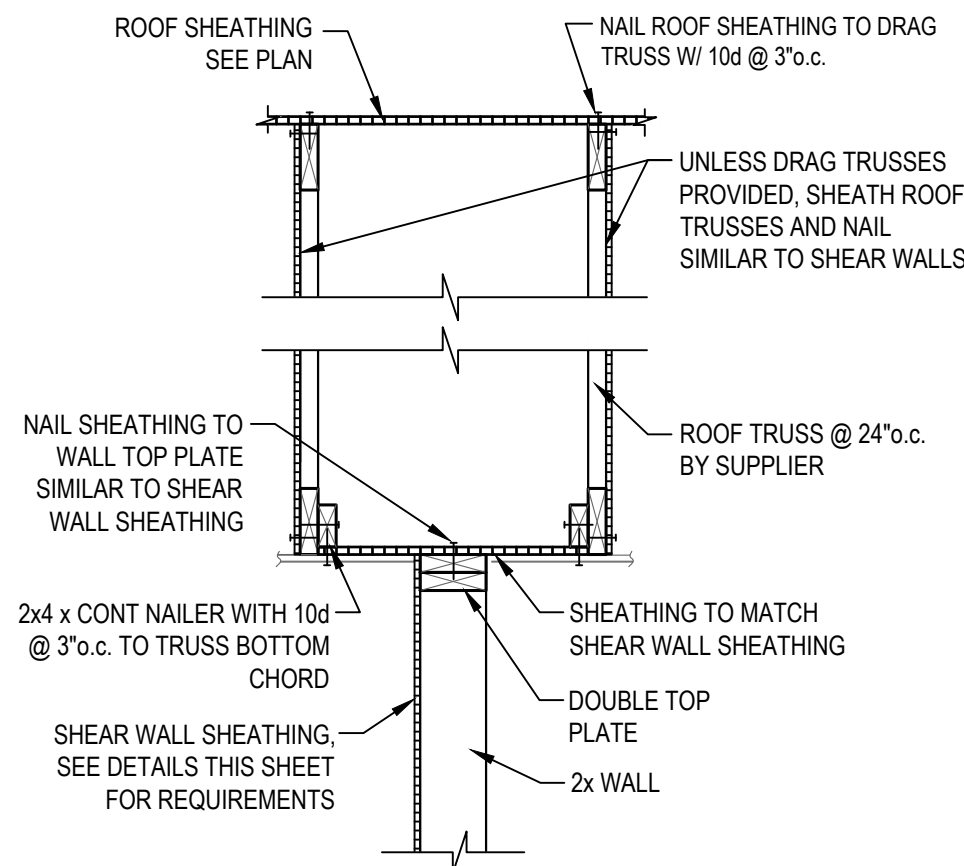 ROOF SHEATHING
SEE PLAN
NAIL ROOF SHEATHING TO DRAG
TRUSS W/ 10d @ 3"o.c.
UNLESS DRAG TRUSSES
PROVIDED, SHEATH ROOF
TRUSSES AND NAIL
SIMILAR TO SHEAR WALLS
NAIL SHEATHING TO
WALL TOP PLATE
SIMILAR TO SHEAR
WALL SHEATHING
ROOF TRUSS @ 24"o.c.
BY SUPPLIER
2x4 x CONT NAILER WITH 10d
@ 3"o.c. TO TRUSS BOTTOM
CHORD
SHEATHING TO MATCH
SHEAR WALL SHEATHING
DOUBLE TOP
PLATE
SHEAR WALL SHEATHING,
SEE DETAILS THIS SHEET
FOR REQUIREMENTS
2x WALL